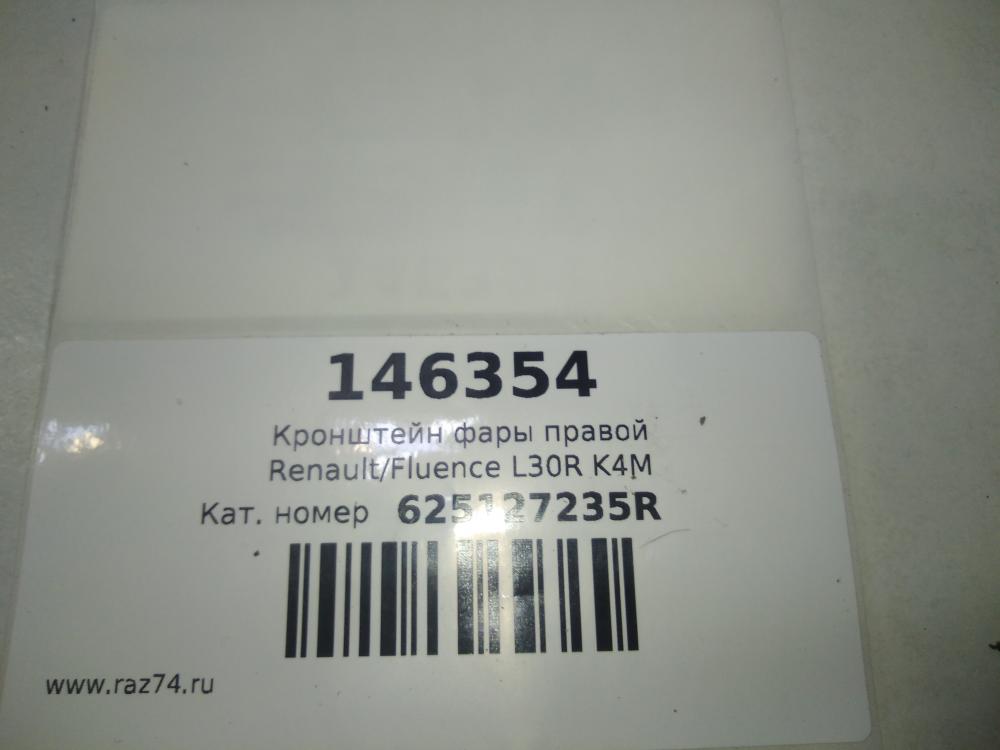 146354
Кронштейн фары правой
Renault/Fluence L30R K4M
Кат. номер 625127235R
www.raz74.ru